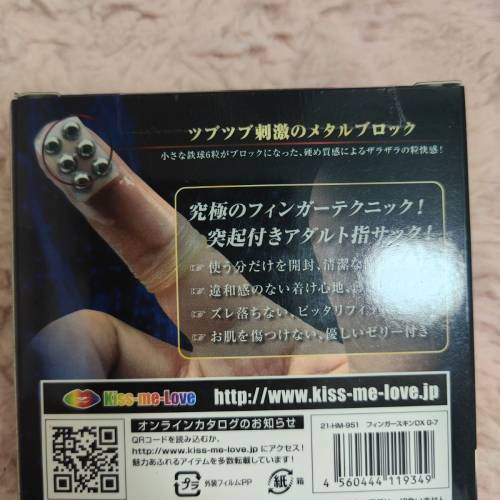 ツブツブ刺激のメタルブロック
小さな鉄球6粒がブロックになった、硬め質感によるザラザラの粒快感！
究極のフィンガーテクニック！
突起付きアダルト指サック！
☞ 使う分だけを開封、清潔な
☞ 違和感のない着け心地、
☞ ズレ落ちない、ピッタリフィ
☞ お肌を傷つけない、優しいゼリー付き
Kiss-me-Love http://www.kiss-me-love.jp
オンラインカタログのお知らせ
QRコードを読み込むか、
http://www.kiss-me-love.jp にアクセス！
魅力あふれるアイテムを多数転載しています!
プラ 外装フィルムPP 紙 箱
21-HM-951 フィンガースキンDX G-7
4 560444 119349